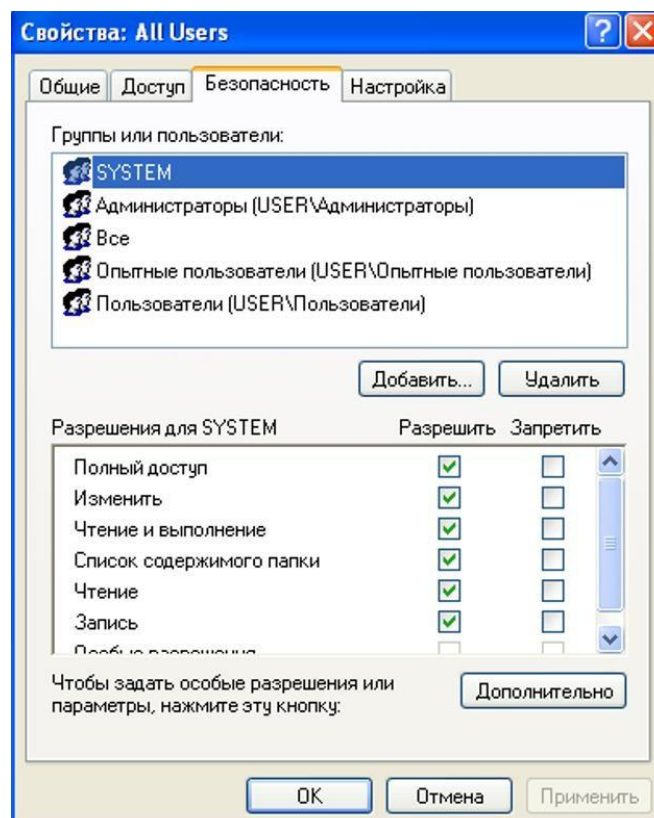 Свойства: All Users
Общие Доступ Безопасность Настройка
Группы или пользователи:
SYSTEM
Администраторы (USER\Администраторы)
Все
Опытные пользователи (USER\Опытные пользователи)
Пользователи (USER\Пользователи)
Добавить... Удалить
Разрешения для SYSTEM Разрешить Запретить
Полный доступ
Изменить
Чтение и выполнение
Список содержимого папки
Чтение
Запись
Особые разрешения
Чтобы задать особые разрешения или
параметры, нажмите эту кнопку:
Дополнительно
OK Отмена Применить